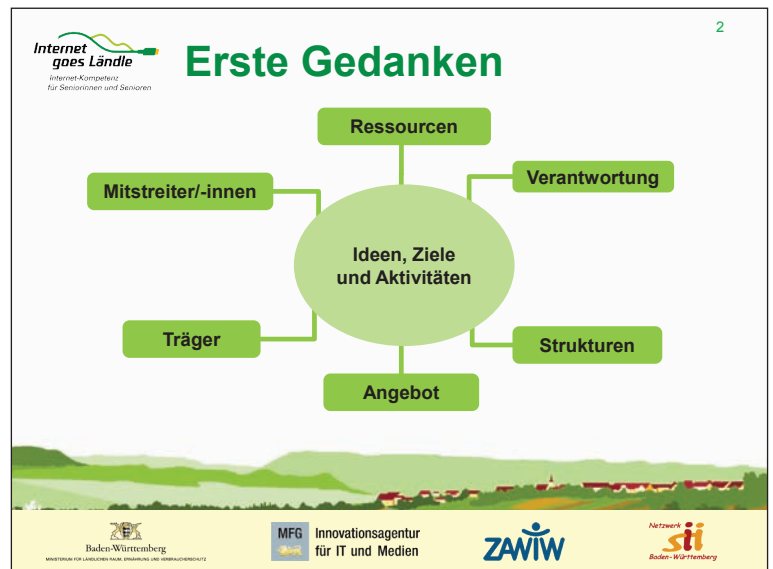 2
Internet
goes Ländle
Internet-Kompetenz
für Seniorinnen und Senioren
Erste Gedanken
Ressourcen
Mitstreiter/-innen
Verantwortung
Ideen, Ziele
und Aktivitäten
Träger
Strukturen
Angebot
Baden-Württemberg
MINISTERIUM FÜR LÄNDLICHEN RAUM, ERNÄHRUNG UND VERBRAUCHERSCHUTZ
MFG Innovationsagentur
für IT und Medien
ZAWiW
Netzwerk
sii
Baden-Württemberg